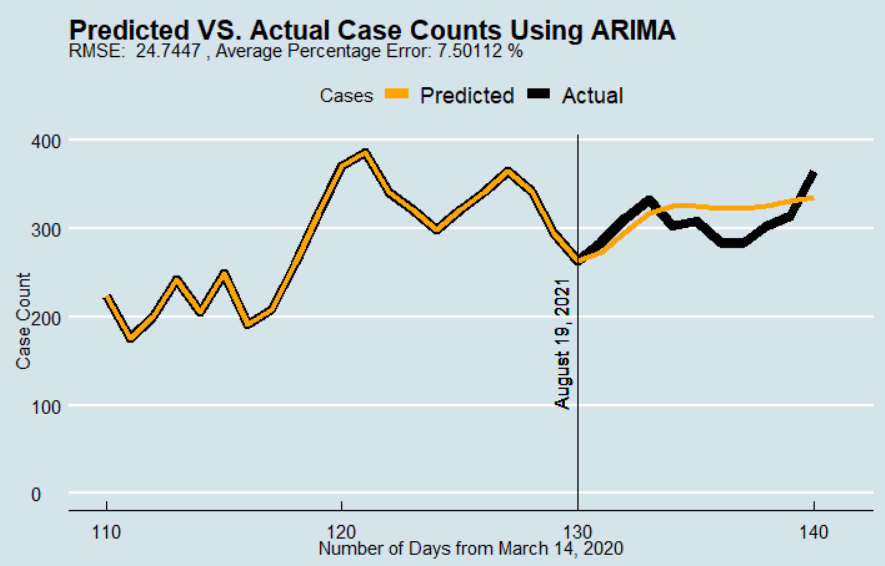 Predicted VS. Actual Case Counts Using ARIMA
RMSE:  24.7447 , Average Percentage Error: 7.50112 %
Cases Predicted Actual
400
300
200
100
0
Case Count
August 19, 2021
110 120 130 140
Number of Days from March 14, 2020